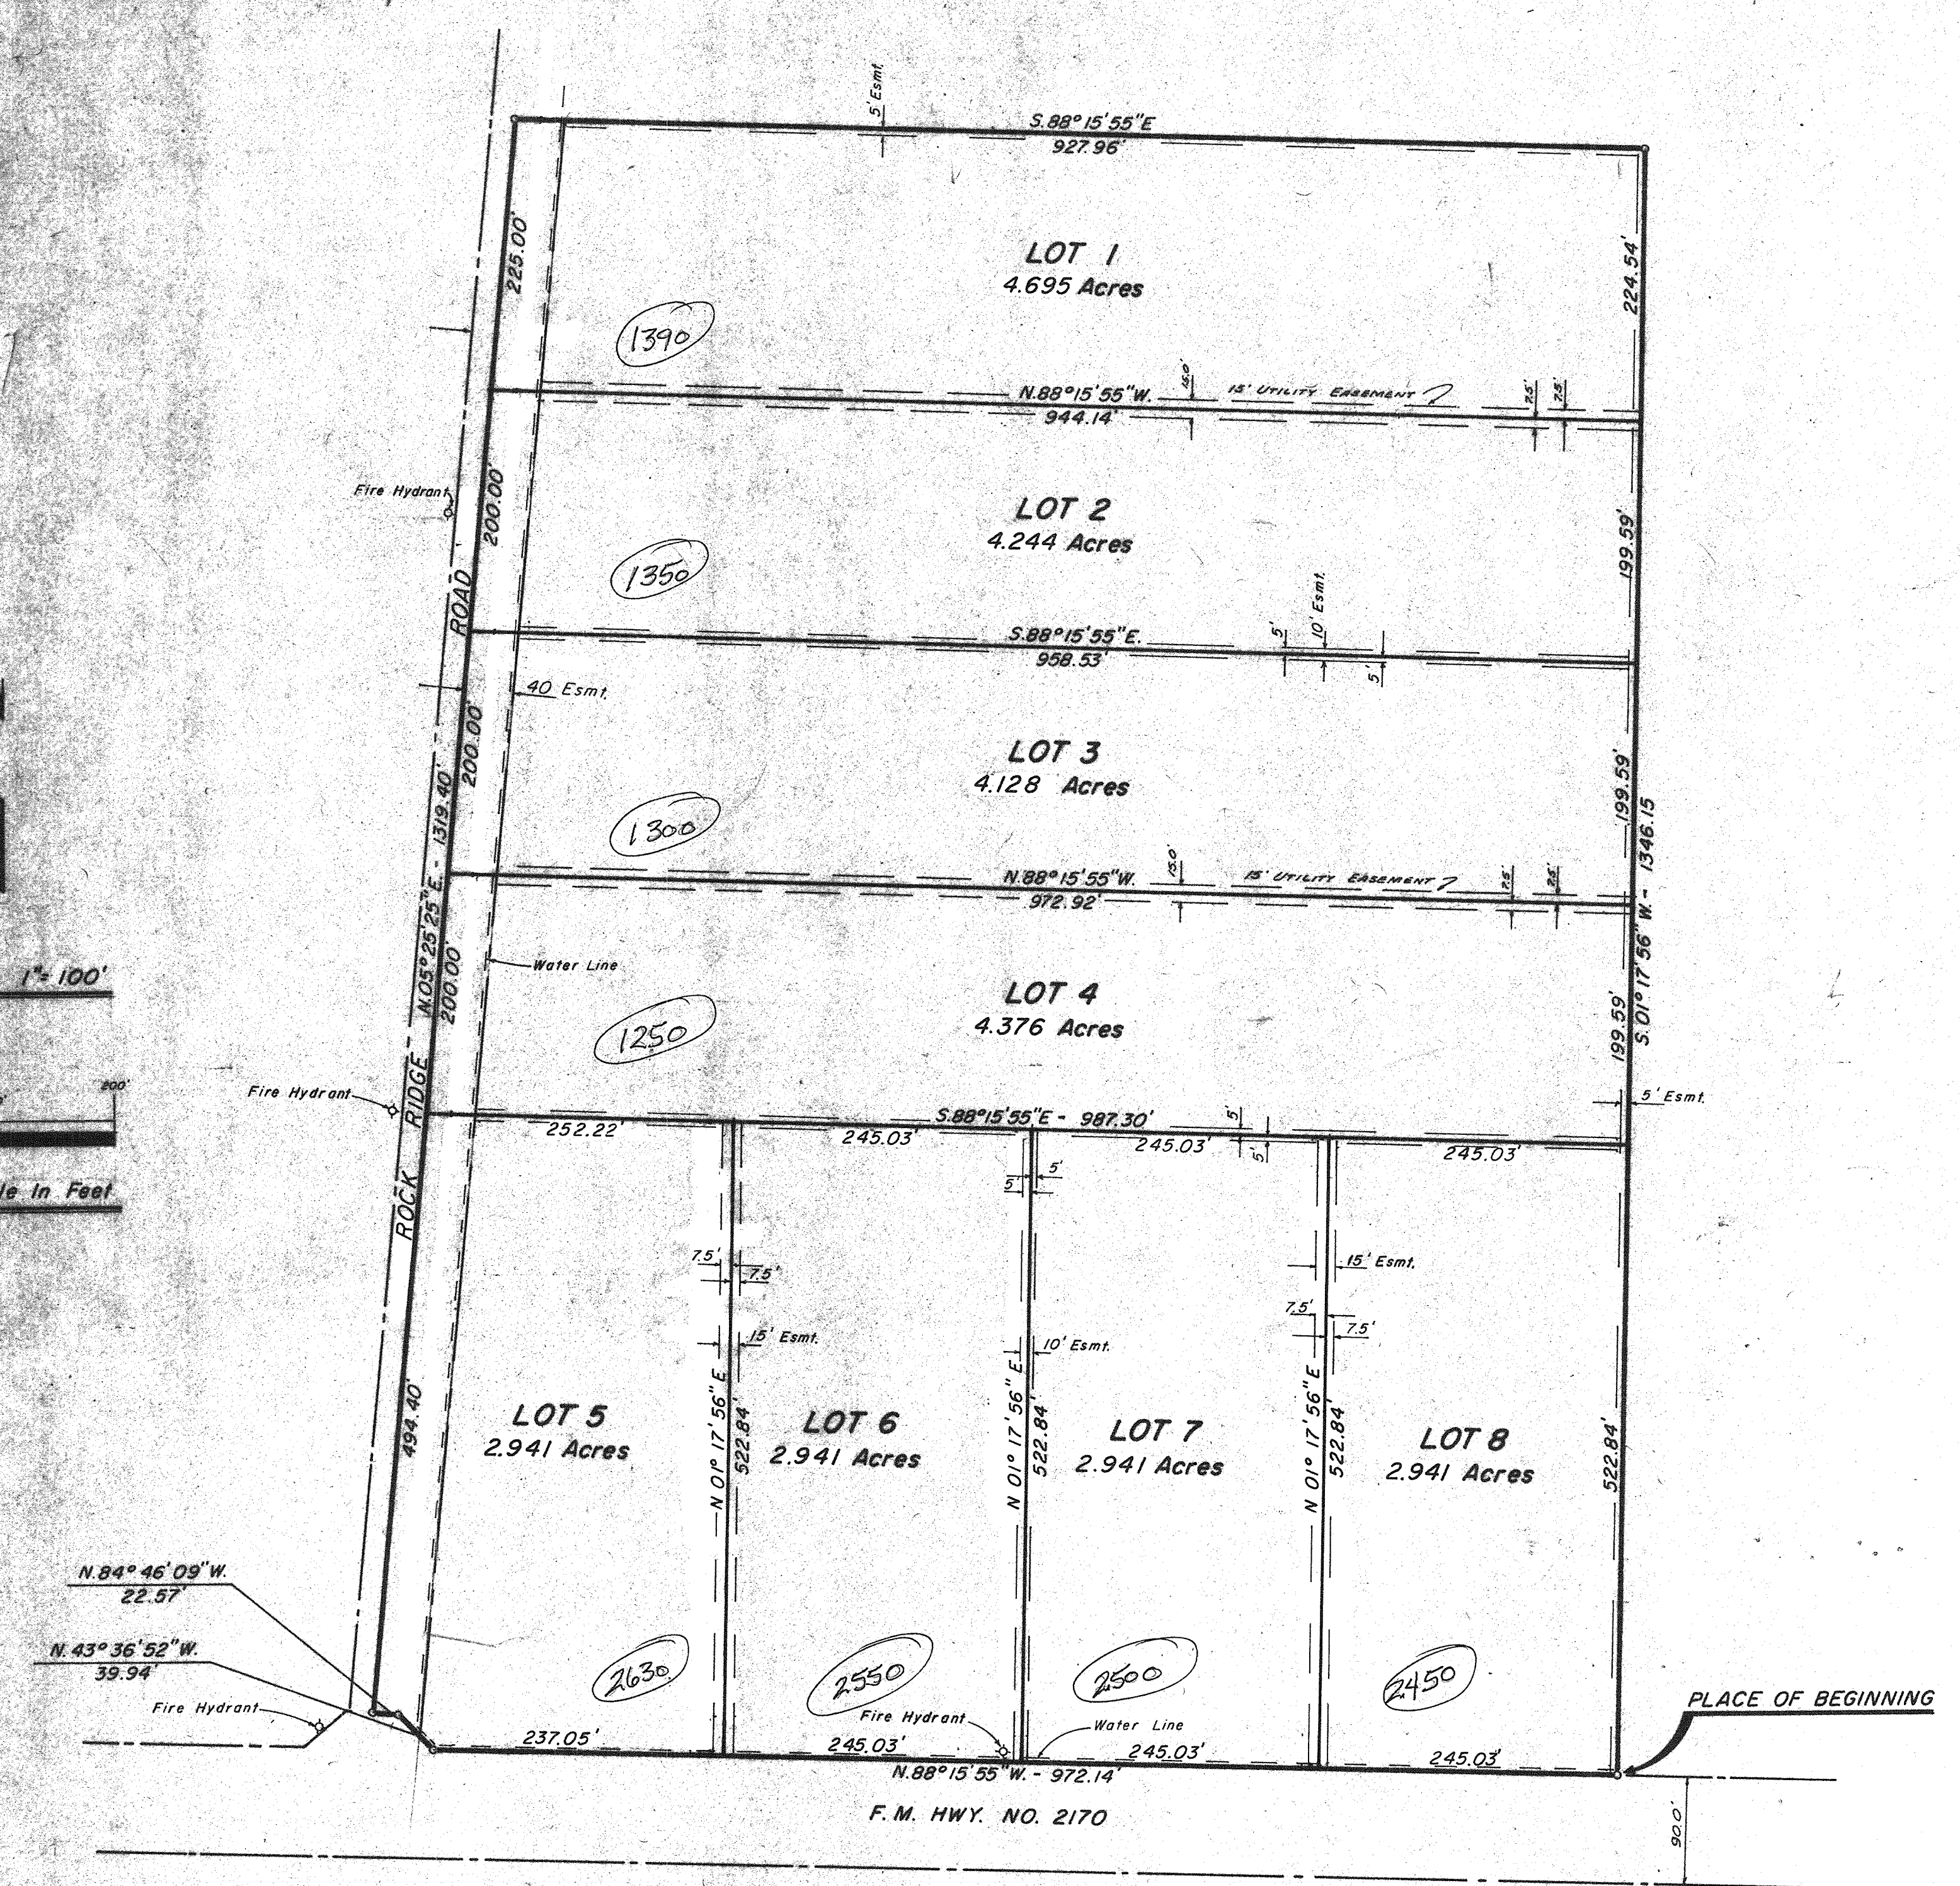 5' Esmt.
S.88°15'55"E
927.96'
225.00'
LOT 1
4.695 Acres
224.54'
1390
N.88°15'55"W.
944.14'
15.0'
15' UTILITY EASEMENT
7.5'
7.5'
Fire Hydrant
200.00'
LOT 2
4.244 Acres
199.59'
1350
ROAD
S.88°15'55"E.
958.53'
5'
10' Esmt.
5'
40 Esmt.
200.00'
LOT 3
4.128 Acres
199.59'
1300
N.05°25'25"E. - 1319.40'
S.01°17'56"W. - 1346.15
N.88°15'55"W.
972.92'
15.0'
15' UTILITY EASEMENT
7.5'
7.5'
1"= 100'
200.00'
Water Line
LOT 4
4.376 Acres
199.59'
1250
200'
Fire Hydrant
RIDGE
5' Esmt.
S.88°15'55"E - 987.30'
252.22'
245.03'
245.03'
5'
5'
245.03'
le In Feet
ROCK
5'
5'
7.5'
7.5'
15' Esmt.
7.5'
7.5'
15' Esmt.
10' Esmt.
494.40'
LOT 5
2.941 Acres
N 01° 17' 56" E
522.84'
LOT 6
2.941 Acres
N 01° 17' 56" E
522.84'
LOT 7
2.941 Acres
N 01° 17' 56" E
522.84'
LOT 8
2.941 Acres
522.84'
N.84° 46' 09"W.
22.57'
N.43° 36' 52"W.
39.94'
2630
2550
2500
2450
Fire Hydrant
Fire Hydrant
Water Line
PLACE OF BEGINNING
237.05'
245.03'
245.03'
245.03'
N.88°15'55"W. - 972.14'
F. M. HWY. NO. 2170
90.0'